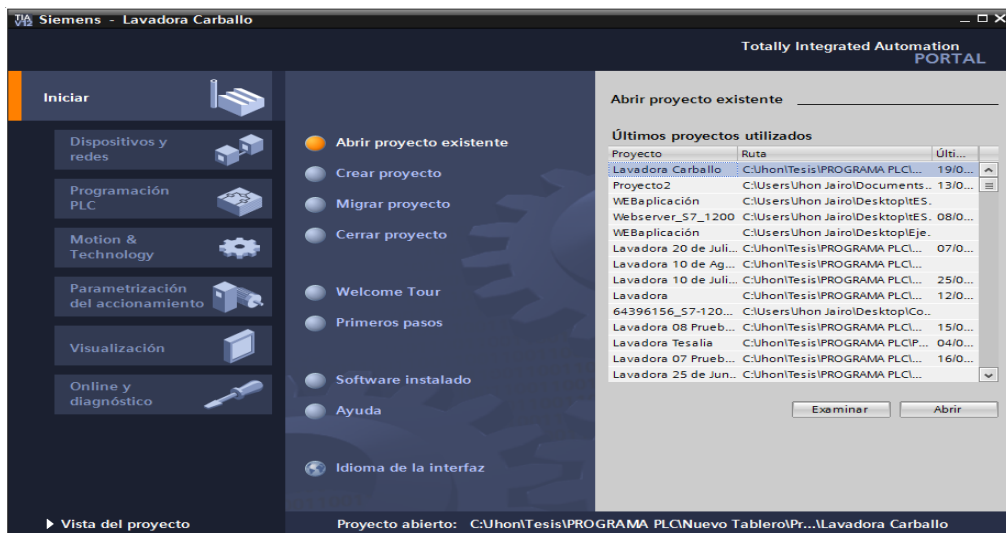 TIA V12 Siemens - Lavadora Carballo
Totally Integrated Automation
PORTAL
Iniciar
Dispositivos y
redes
Programación
PLC
Motion &
Technology
Parametrización
del accionamiento
Visualización
Online y
diagnóstico
Vista del proyecto
Abrir proyecto existente
Crear proyecto
Migrar proyecto
Cerrar proyecto
Welcome Tour
Primeros pasos
Software instalado
Ayuda
Idioma de la interfaz
Abrir proyecto existente
Últimos proyectos utilizados
Proyecto Ruta Últi...
Lavadora Carballo C:\Jhon\Tesis\PROGRAMA PLC\... 19/0...
Proyecto2 C:\Users\Jhon Jairo\Documents... 13/0...
WEBaplicación C:\Users\Jhon Jairo\Desktop\tES.
Webserver_S7_1200 C:\Users\Jhon Jairo\Desktop\tES. 08/0...
WEBaplicación C:\Users\Jhon Jairo\Desktop\Eje.
Lavadora 20 de Juli... C:\Jhon\Tesis\PROGRAMA PLC\... 07/0...
Lavadora 10 de Ag... C:\Jhon\Tesis\PROGRAMA PLC\...
Lavadora 10 de Juli... C:\Jhon\Tesis\PROGRAMA PLC\... 25/0...
Lavadora C:\Jhon\Tesis\PROGRAMA PLC\... 12/0...
64396156_S7-120... C:\Users\Jhon Jairo\Desktop\Co...
Lavadora 08 Prueb... C:\Jhon\Tesis\PROGRAMA PLC\... 15/0...
Lavadora Tesalia C:\Jhon\Tesis\PROGRAMA PLC\P... 04/0...
Lavadora 07 Prueb... C:\Jhon\Tesis\PROGRAMA PLC\... 16/0...
Lavadora 25 de Jun... C:\Jhon\Tesis\PROGRAMA PLC\...
Examinar Abrir
Proyecto abierto: C:\Jhon\Tesis\PROGRAMA PLC\Nuevo Tablero\Pr...\Lavadora Carballo